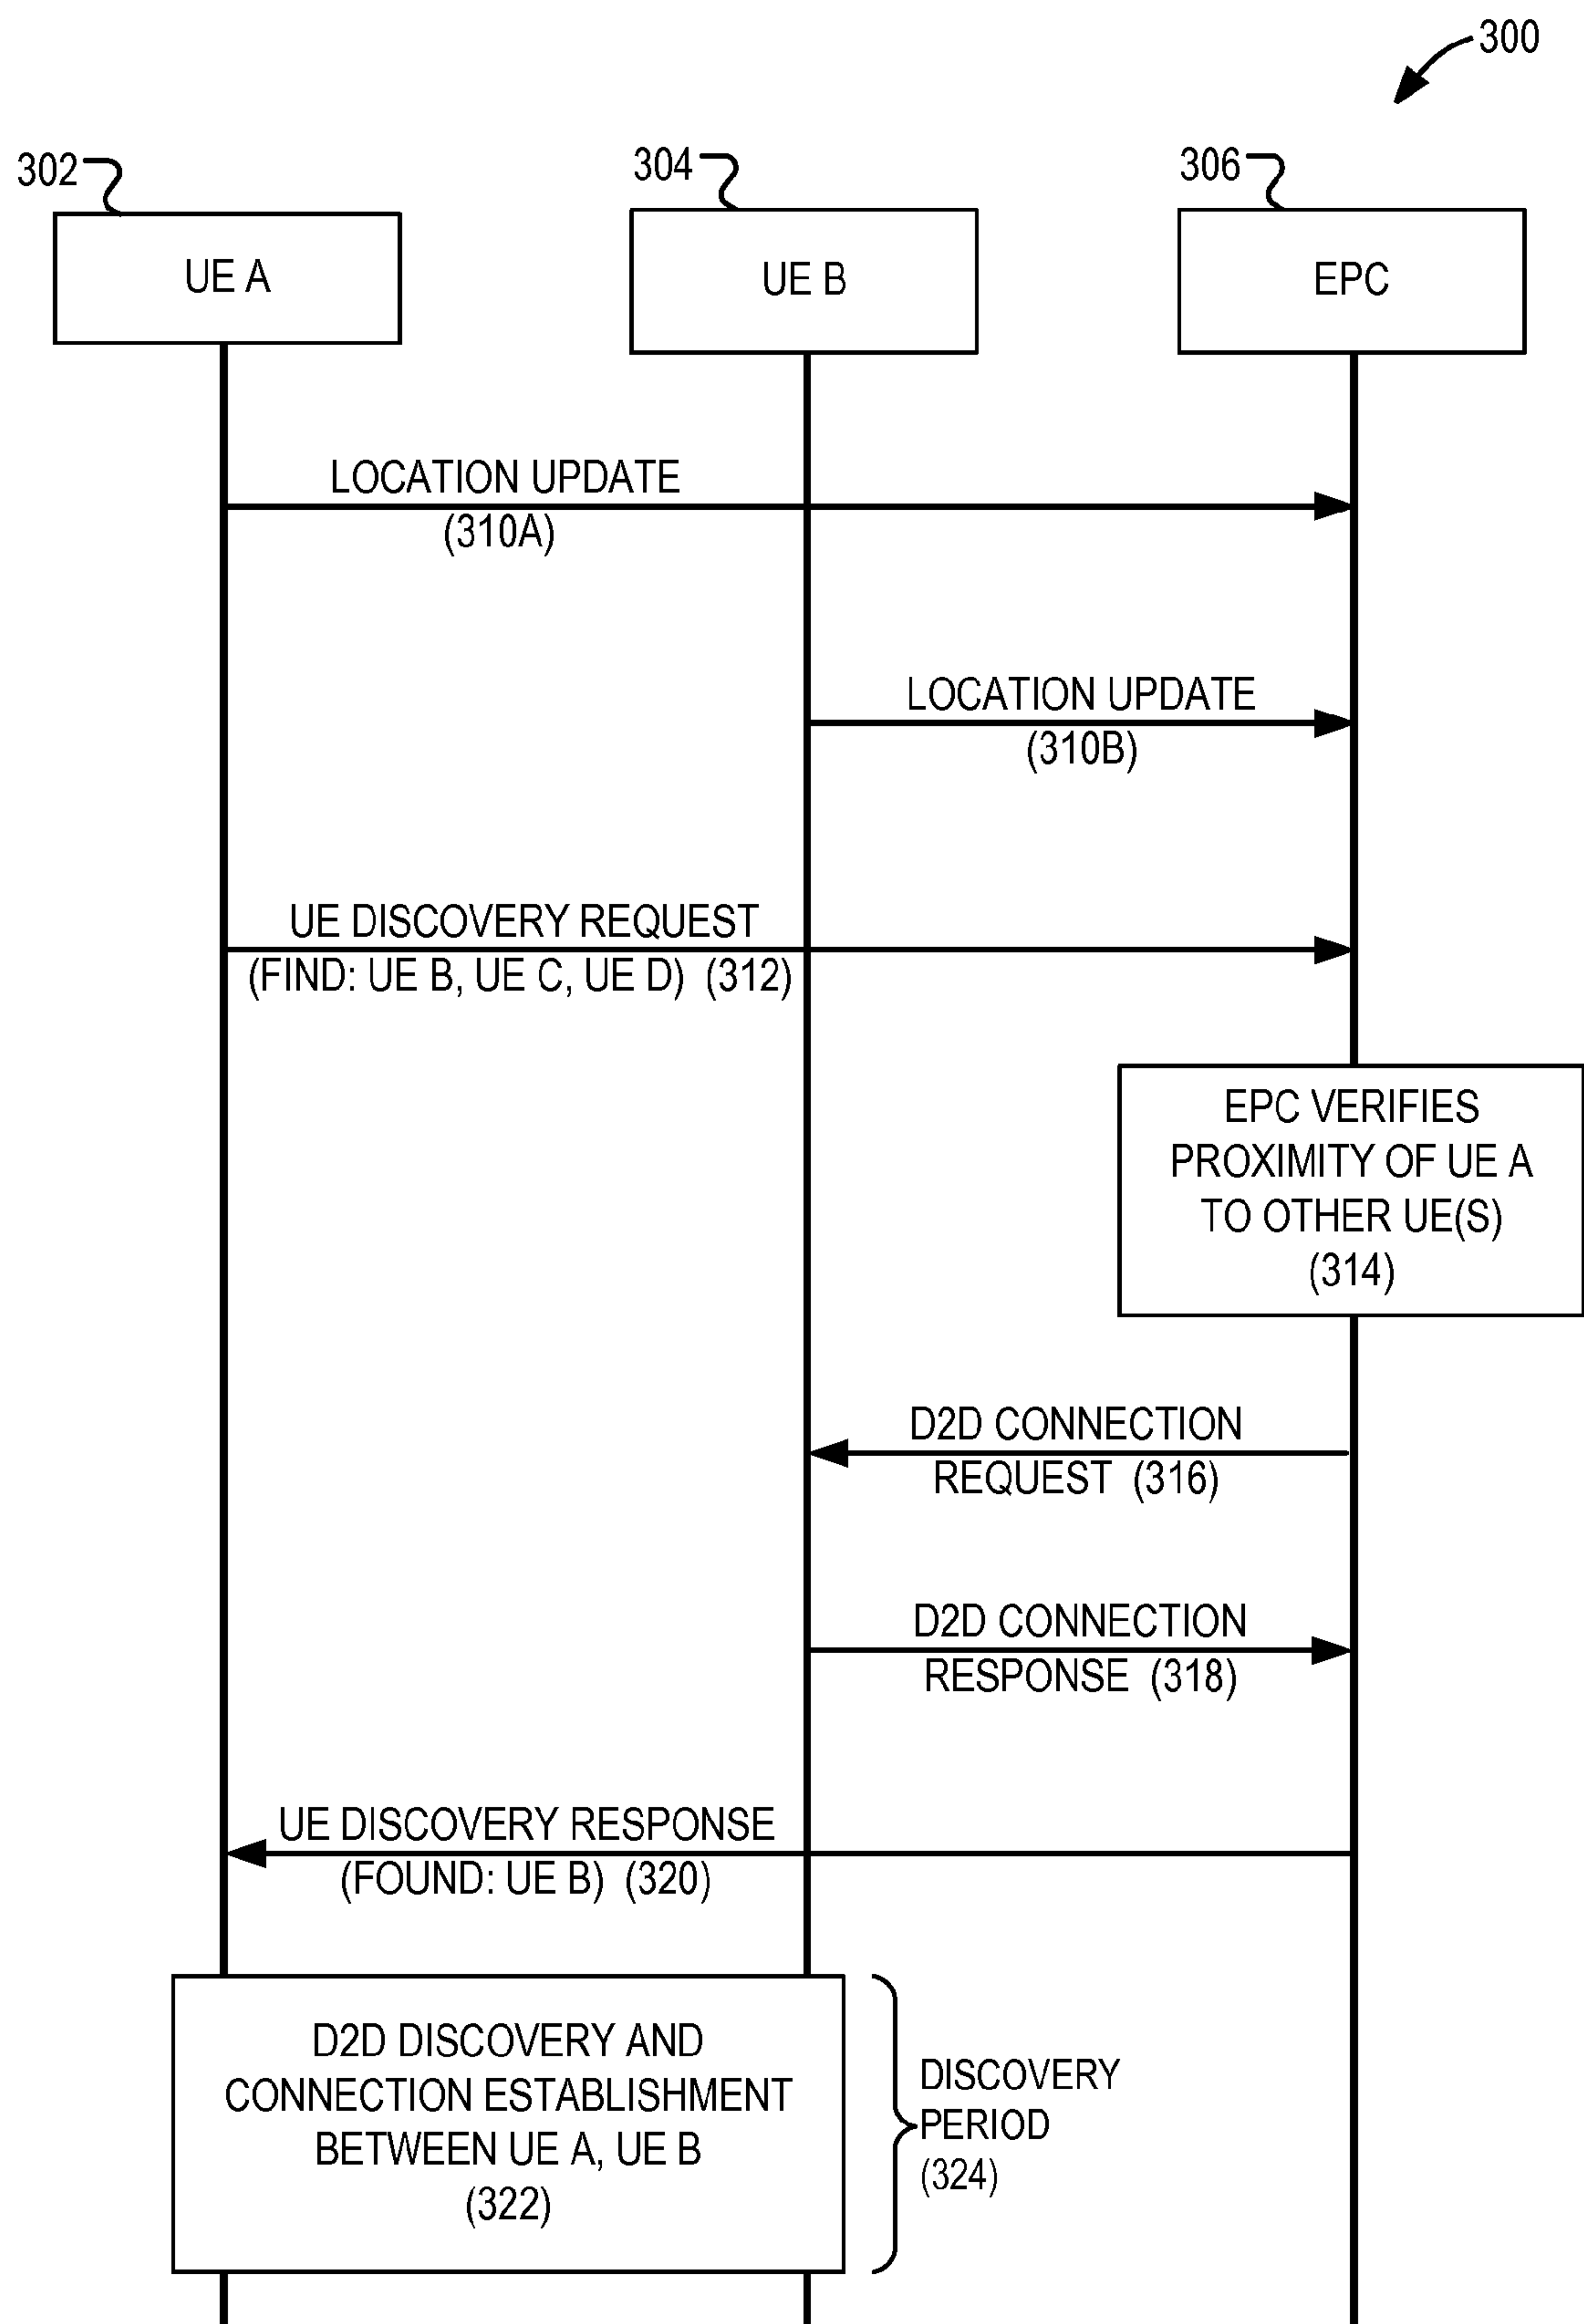 300
302
304
306
UE A
UE B
EPC
LOCATION UPDATE
(310A)
LOCATION UPDATE
(310B)
UE DISCOVERY REQUEST
(FIND: UE B, UE C, UE D) (312)
EPC VERIFIES
PROXIMITY OF UE A
TO OTHER UE(S)
(314)
D2D CONNECTION
REQUEST (316)
D2D CONNECTION
RESPONSE (318)
UE DISCOVERY RESPONSE
(FOUND: UE B) (320)
D2D DISCOVERY AND
CONNECTION ESTABLISHMENT
BETWEEN UE A, UE B
(322)
DISCOVERY
PERIOD
(324)